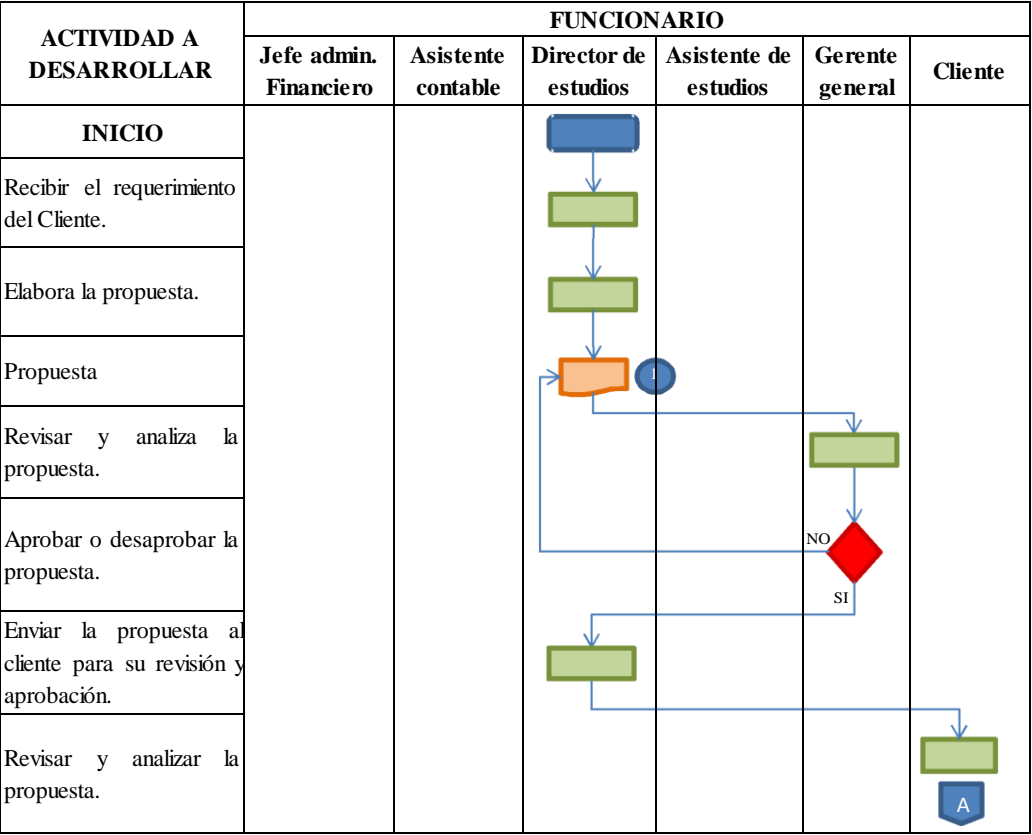 ACTIVIDAD A
DESARROLLAR
FUNCIONARIO
Jefe admin.
Financiero
Asistente
contable
Director de
estudios
Asistente de
estudios
Gerente
general
Cliente
INICIO
Recibir el requerimiento
del Cliente.
Elabora la propuesta.
Propuesta
1
Revisar y analiza la
propuesta.
Aprobar o desaprobar la
propuesta.
NO
SI
Enviar la propuesta al
cliente para su revisión y
aprobación.
Revisar y analizar la
propuesta.
A